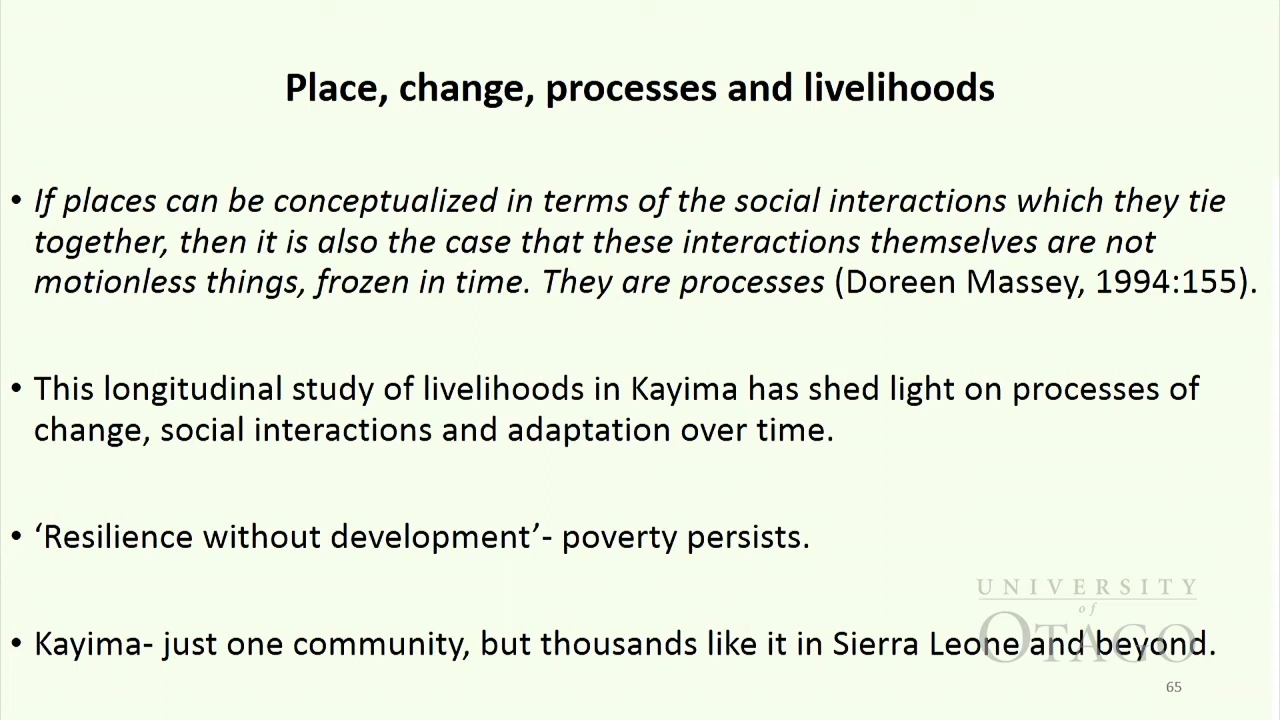 Place, change, processes and livelihoods
• If places can be conceptualized in terms of the social interactions which they tie
together, then it is also the case that these interactions themselves are not
motionless things, frozen in time. They are processes (Doreen Massey, 1994:155).
• This longitudinal study of livelihoods in Kayima has shed light on processes of
change, social interactions and adaptation over time.
• ‘Resilience without development’- poverty persists.
UNIVERSITY
of
OTAGO
• Kayima- just one community, but thousands like it in Sierra Leone and beyond.
65